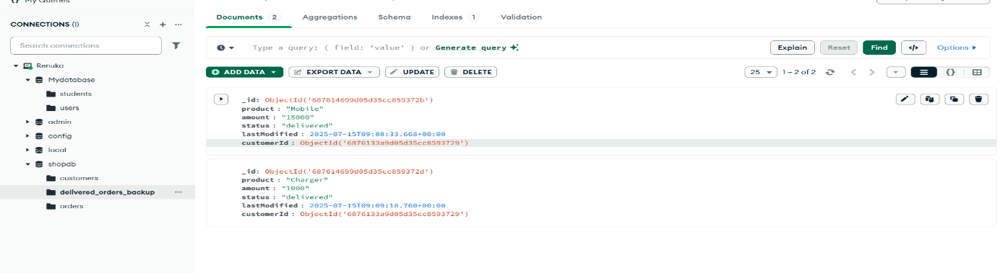 My Queries
CONNECTIONS (1)
Search connections
Renuka
Mydatabase
students
users
admin
config
local
shopdb
customers
delivered_orders_backup
orders
Documents 2 Aggregations Schema Indexes 1 Validation
Type a query: { field: 'value' } or Generate query
Explain Reset Find </> Options
ADD DATA EXPORT DATA UPDATE DELETE
25 1 – 2 of 2 {}
_id: ObjectId('687614699d05d35cc859372b')
product : "Mobile"
amount : "15000"
status : "delivered"
lastModified : 2025-07-15T09:08:33.668+00:00
customerId : ObjectId('6876133a9d05d35cc8593729')
_id: ObjectId('687614699d05d35cc859372d')
product : "Charger"
amount : "1000"
status : "delivered"
lastModified : 2025-07-15T09:09:18.760+00:00
customerId : ObjectId('6876133a9d05d35cc8593729')